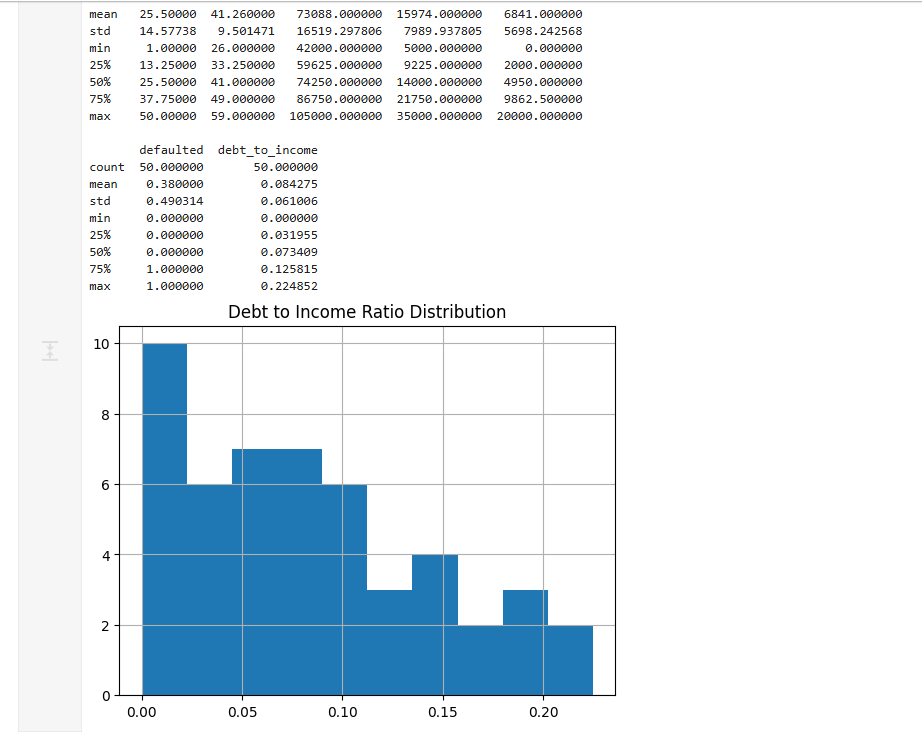 mean   25.50000  41.260000   73088.000000  15974.000000   6841.000000
std    14.57738   9.501471   16519.297806   7989.937805   5698.242568
min     1.00000  26.000000   42000.000000   5000.000000      0.000000
25%    13.25000  33.250000   59625.000000   9225.000000   2000.000000
50%    25.50000  41.000000   74250.000000  14000.000000   4950.000000
75%    37.75000  49.000000   86750.000000  21750.000000   9862.500000
max    50.00000  59.000000  105000.000000  35000.000000  20000.000000
defaulted  debt_to_income
count  50.000000       50.000000
mean    0.380000        0.084275
std     0.490314        0.061006
min     0.000000        0.000000
25%     0.000000        0.031955
50%     0.000000        0.073409
75%     1.000000        0.125815
max     1.000000        0.224852
Debt to Income Ratio Distribution
10
8
6
4
2
0
0.00 0.05 0.10 0.15 0.20